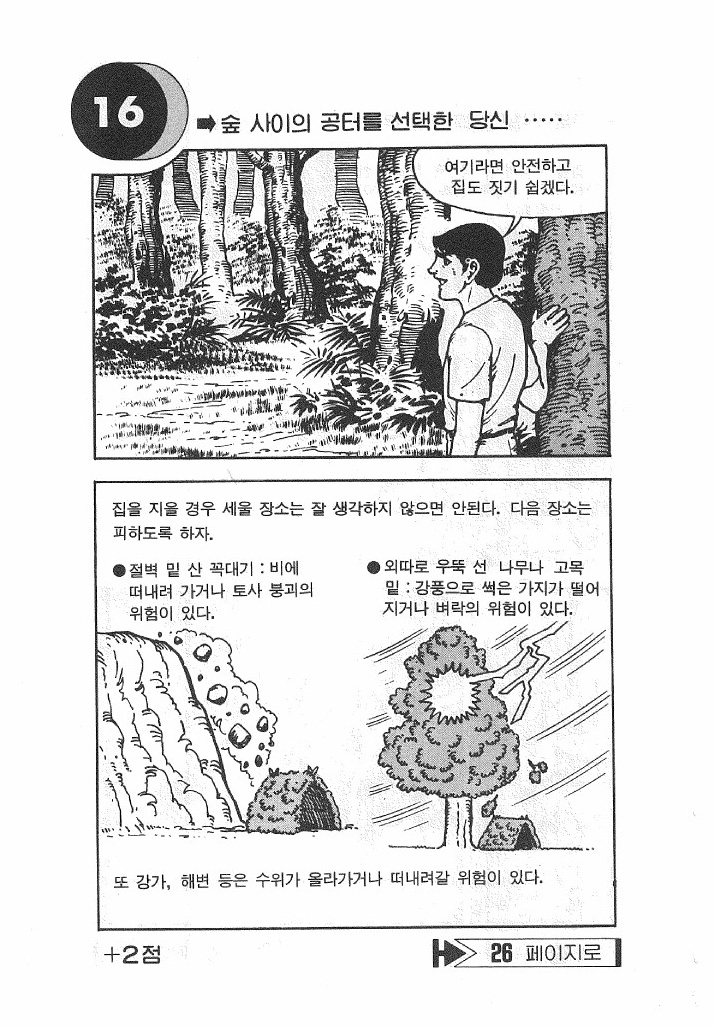 16
➡숲 사이의 공터를 선택한 당신 ·····
여기라면 안전하고
집도 짓기 쉽겠다.
집을 지을 경우 세울 장소는 잘 생각하지 않으면 안된다. 다음 장소는
피하도록 하자.
●절벽 밑 산 꼭대기 : 비에
떠내려 가거나 토사 붕괴의
위험이 있다.
●외따로 우뚝 선 나무나 고목
밑 : 강풍으로 썩은 가지가 떨어
지거나 벼락의 위험이 있다.
또 강가, 해변 등은 수위가 올라가거나 떠내려갈 위험이 있다.
+2점
26 페이지로